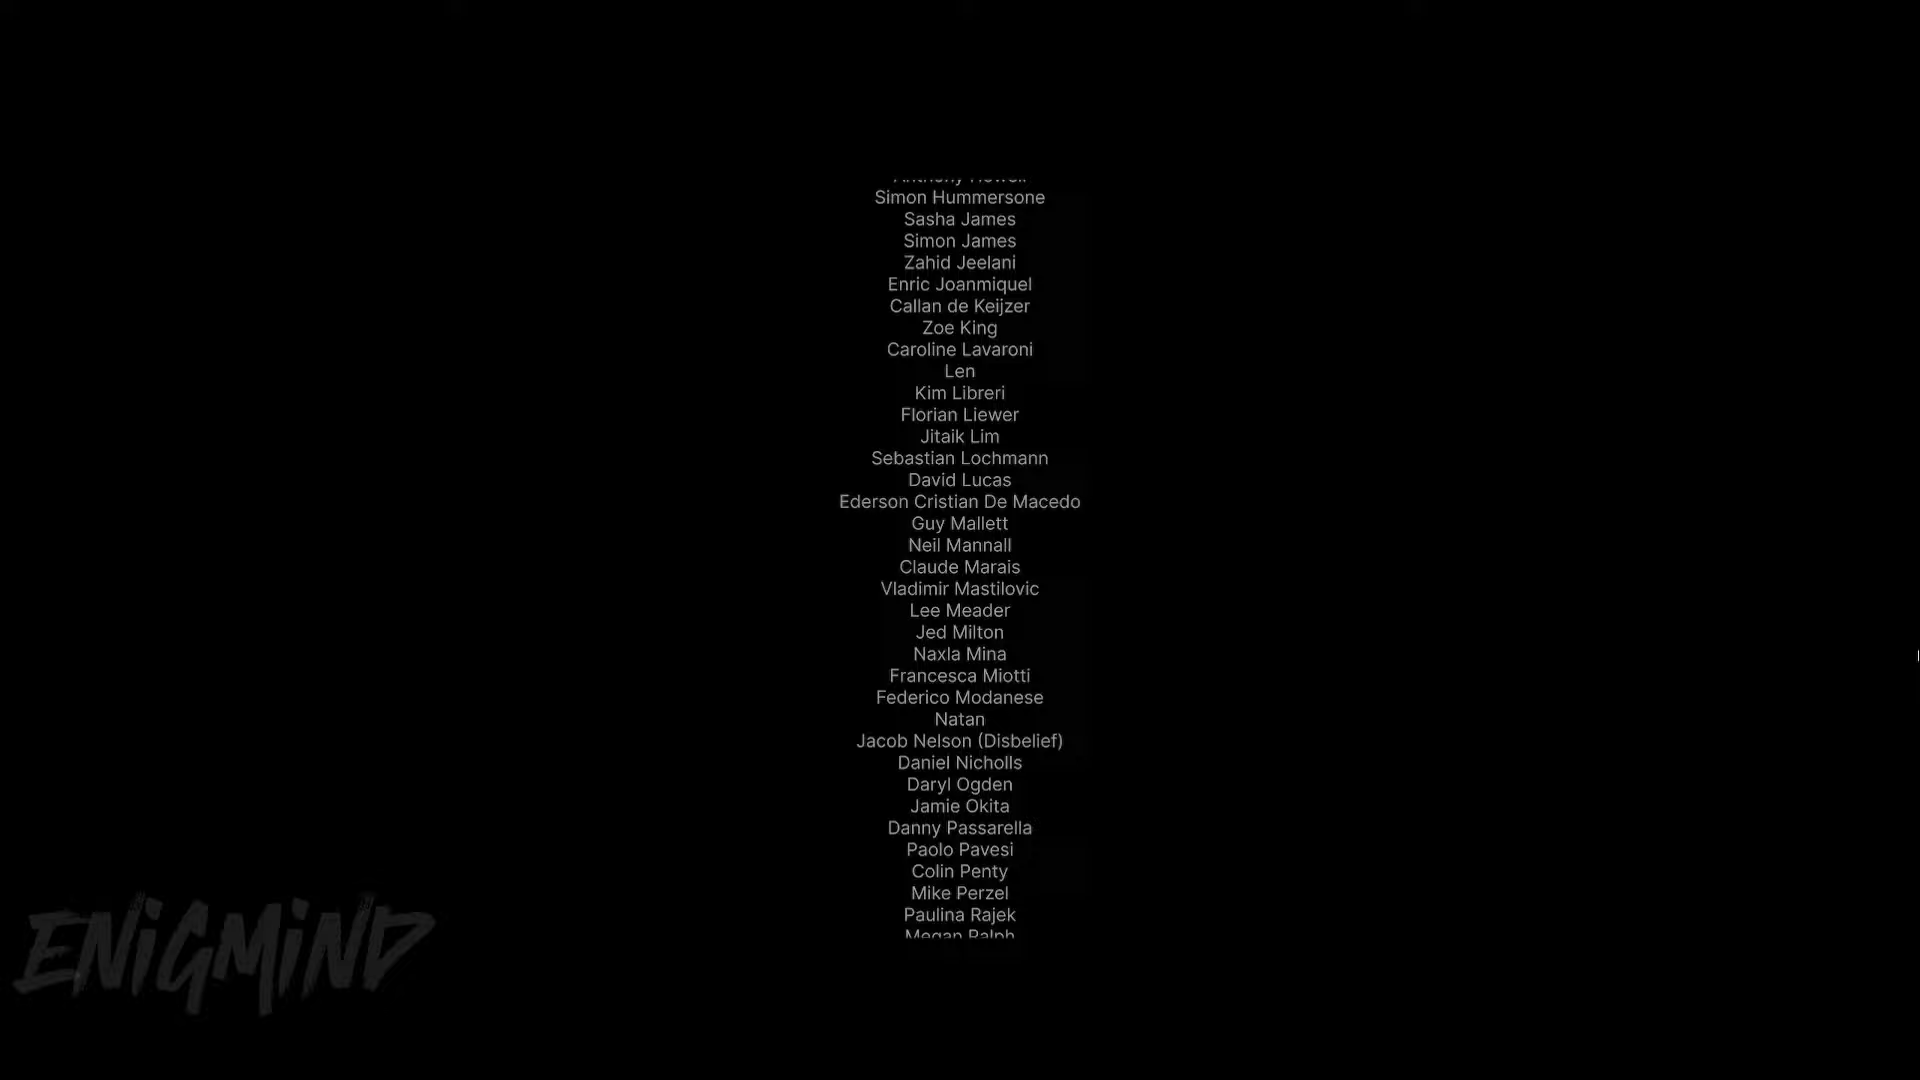 Simon Hummersone
Sasha James
Simon James
Zahid Jeelani
Enric Joanmiquel
Callan de Keijzer
Zoe King
Caroline Lavaroni
Len
Kim Libreri
Florian Liewer
Jitaik Lim
Sebastian Lochmann
David Lucas
Ederson Cristian De Macedo
Guy Mallett
Neil Mannall
Claude Marais
Vladimir Mastilovic
Lee Meader
Jed Milton
Naxla Mina
Francesca Miotti
Federico Modanese
Natan
Jacob Nelson (Disbelief)
Daniel Nicholls
Daryl Ogden
Jamie Okita
Danny Passarella
Paolo Pavesi
Colin Penty
Mike Perzel
Paulina Rajek
Megan Ralph
ENiGMiND